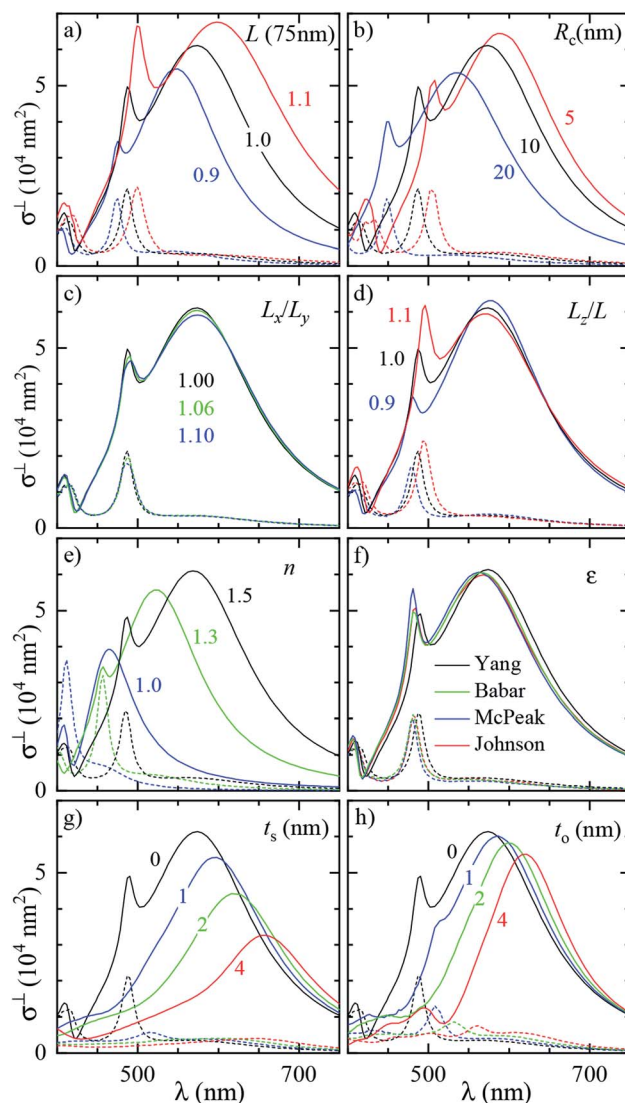 a) L (75nm)
5
0
σ⊥ (10⁴ nm²)
1.1
1.0
0.9
b) Rc(nm)
5
10
20
c) Lx/Ly
5
0
σ⊥ (10⁴ nm²)
1.00
1.06
1.10
d) Lz/L
1.1
1.0
0.9
e) n
5
0
σ⊥ (10⁴ nm²)
1.5
1.3
1.0
f) ε
Yang
Babar
McPeak
Johnson
g) ts (nm)
5
0
σ⊥ (10⁴ nm²)
0
1
2
4
h) to (nm)
0
1
2
4
500 700
λ (nm)
500 700
λ (nm)